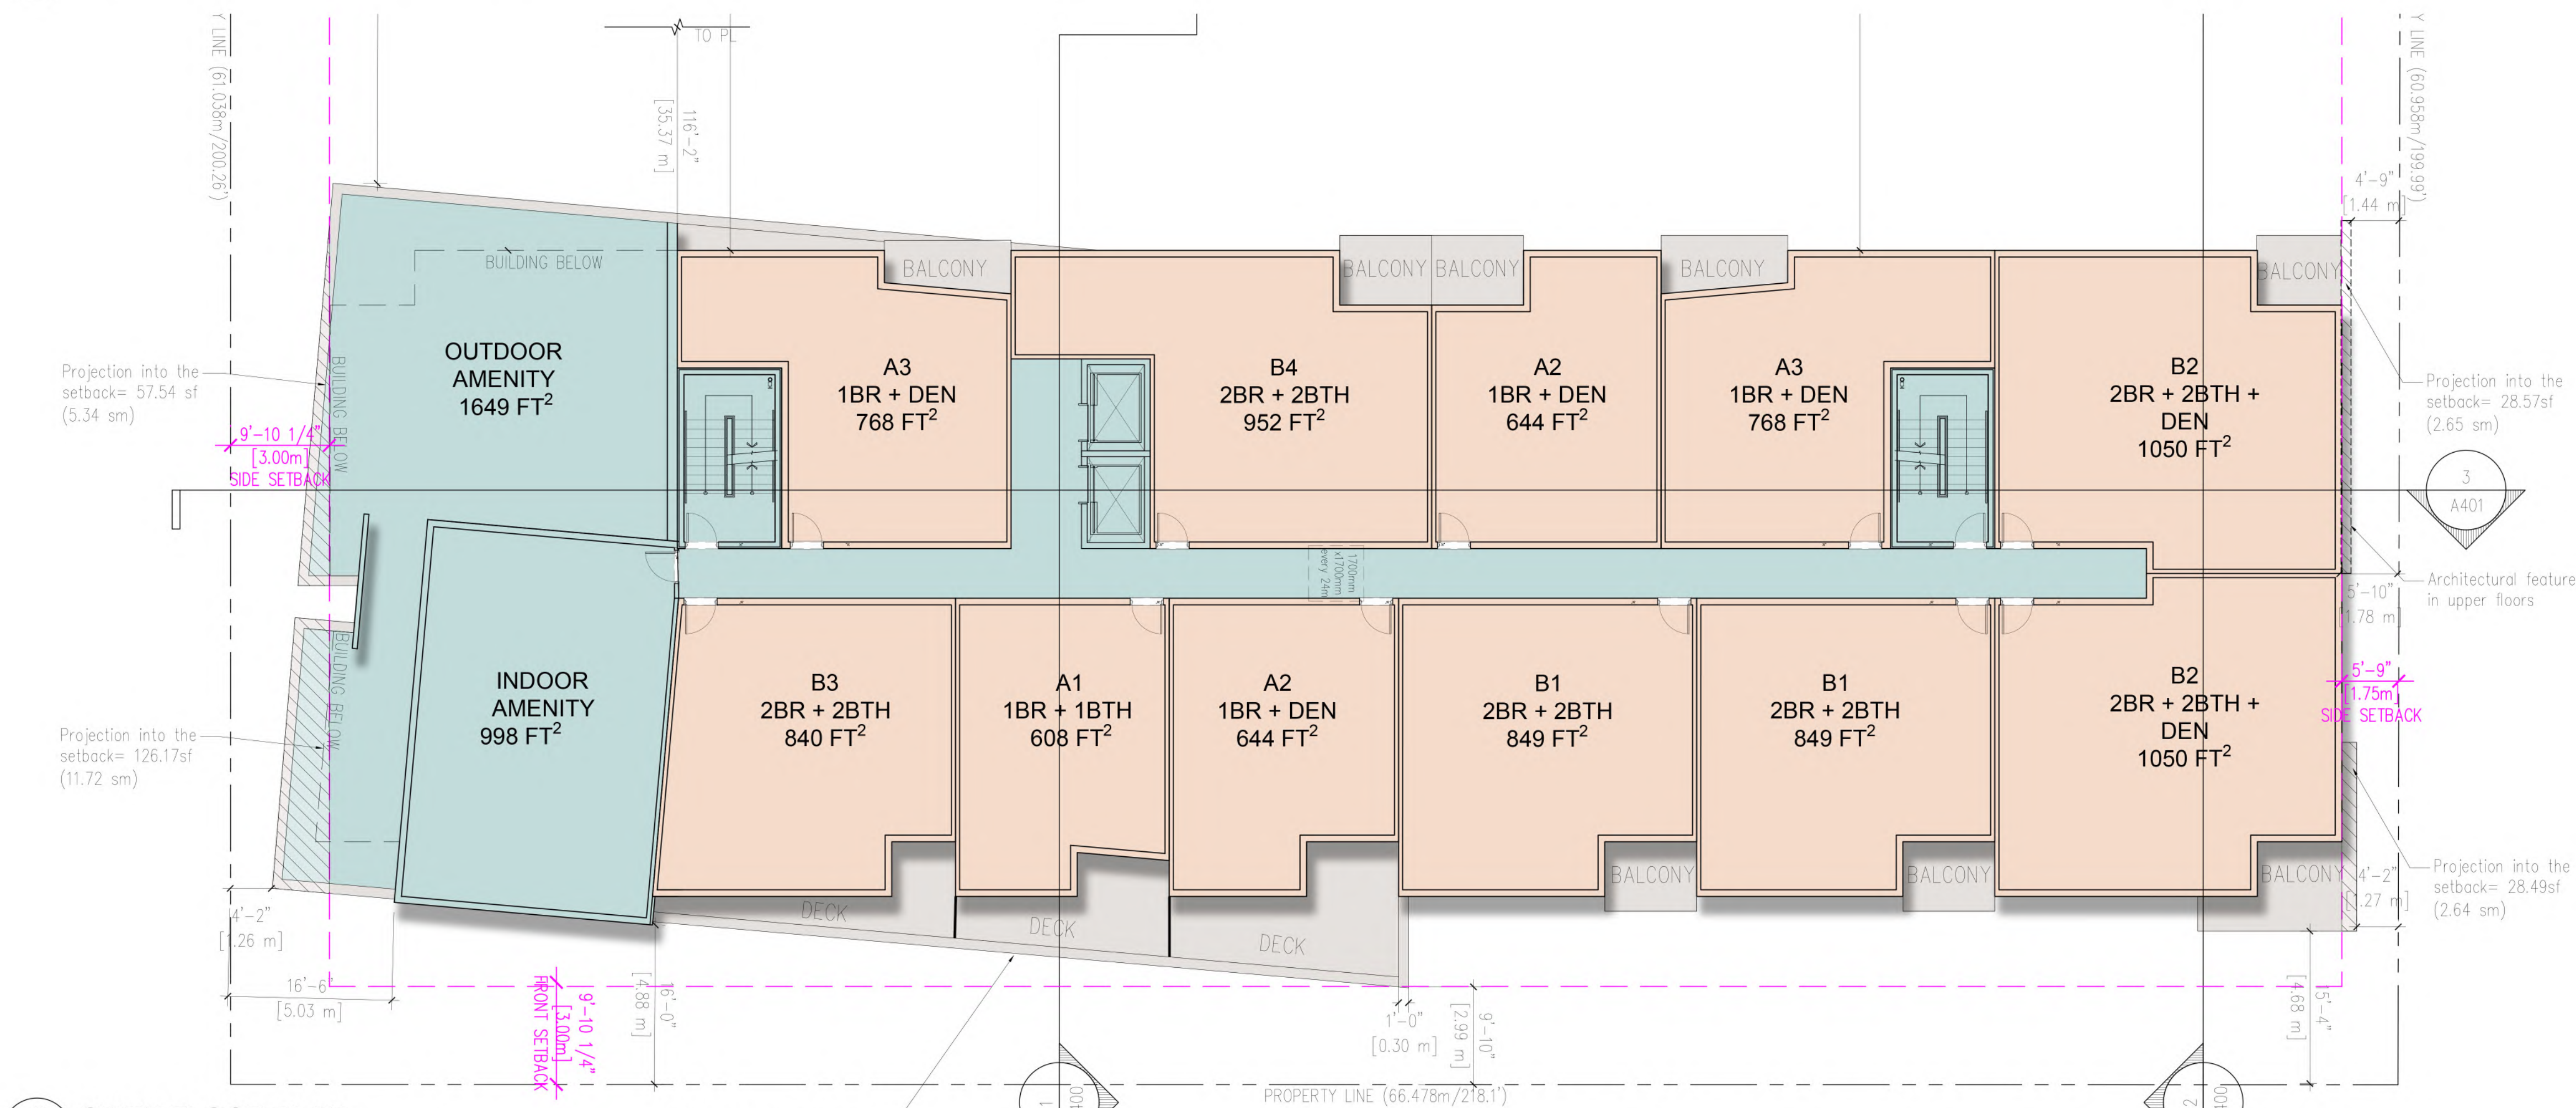 Y LINE (61.038m/200.26')
TO PL
116'-2"
[35.37 m]
Y LINE (60.958m/199.99')
4'-9"
[1.44 m]
BUILDING BELOW
BALCONY
BALCONY
BALCONY
BALCONY
BALCONY
OUTDOOR
AMENITY
1649 FT²
BUILDING BELOW
A3
1BR + DEN
768 FT²
B4
2BR + 2BTH
952 FT²
A2
1BR + DEN
644 FT²
A3
1BR + DEN
768 FT²
B2
2BR + 2BTH +
DEN
1050 FT²
Projection into the
setback= 57.54 sf
(5.34 sm)
9'-10 1/4"
[3.00m]
SIDE SETBACK
Projection into the
setback= 28.57sf
(2.65 sm)
3
A401
1700mm
x1700mm
every 24m
Architectural feature
in upper floors
5'-10"
1.78 m]
5'-9"
[1.75m]
SIDE SETBACK
BUILDING BELOW
INDOOR
AMENITY
998 FT²
B3
2BR + 2BTH
840 FT²
A1
1BR + 1BTH
608 FT²
A2
1BR + DEN
644 FT²
B1
2BR + 2BTH
849 FT²
B1
2BR + 2BTH
849 FT²
B2
2BR + 2BTH +
DEN
1050 FT²
Projection into the
setback= 126.17sf
(11.72 sm)
BALCONY
BALCONY
BALCONY
4'-2"
1.27 m]
Projection into the
setback= 28.49sf
(2.64 sm)
DECK
DECK
DECK
4'-2"
[1.26 m]
16'-6"
[5.03 m]
9'-10 1/4"
[3.00m]
FRONT SETBACK
16'-0"
[4.88 m]
1'-0"
[0.30 m]
9'-10"
[2.99 m]
5'-4"
[4.68 m]
PROPERTY LINE (66.478m/218.1')
1
2